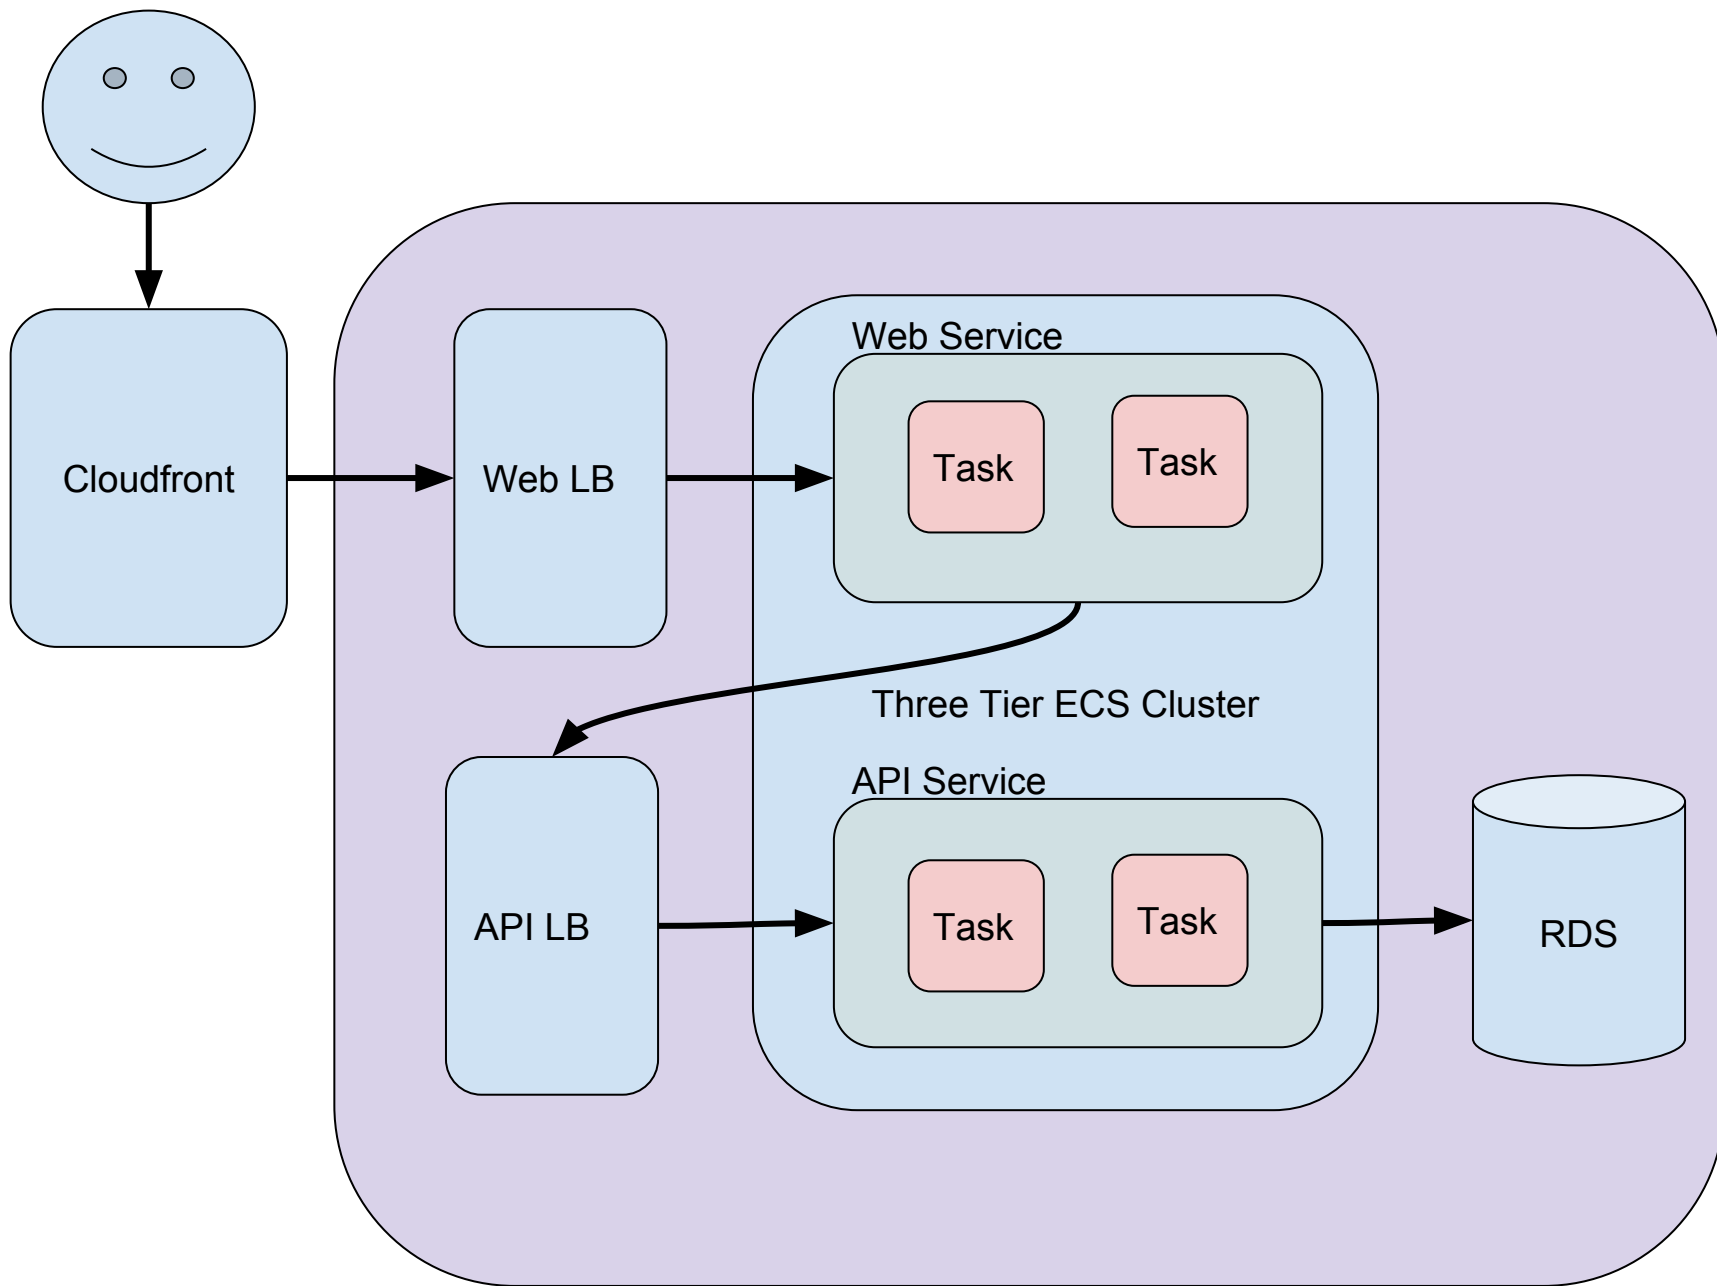 Web Service
Task
Task
Cloudfront
Web LB
Three Tier ECS Cluster
API Service
Task
Task
API LB
RDS